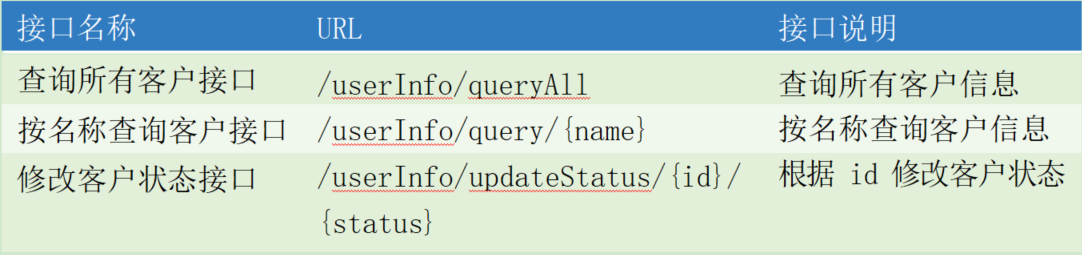 接口名称 URL 接口说明
查询所有客户接口 /userInfo/queryAll 查询所有客户信息
按名称查询客户接口 /userInfo/query/{name} 按名称查询客户信息
修改客户状态接口 /userInfo/updateStatus/{id}/ 根据 id 修改客户状态
{status}